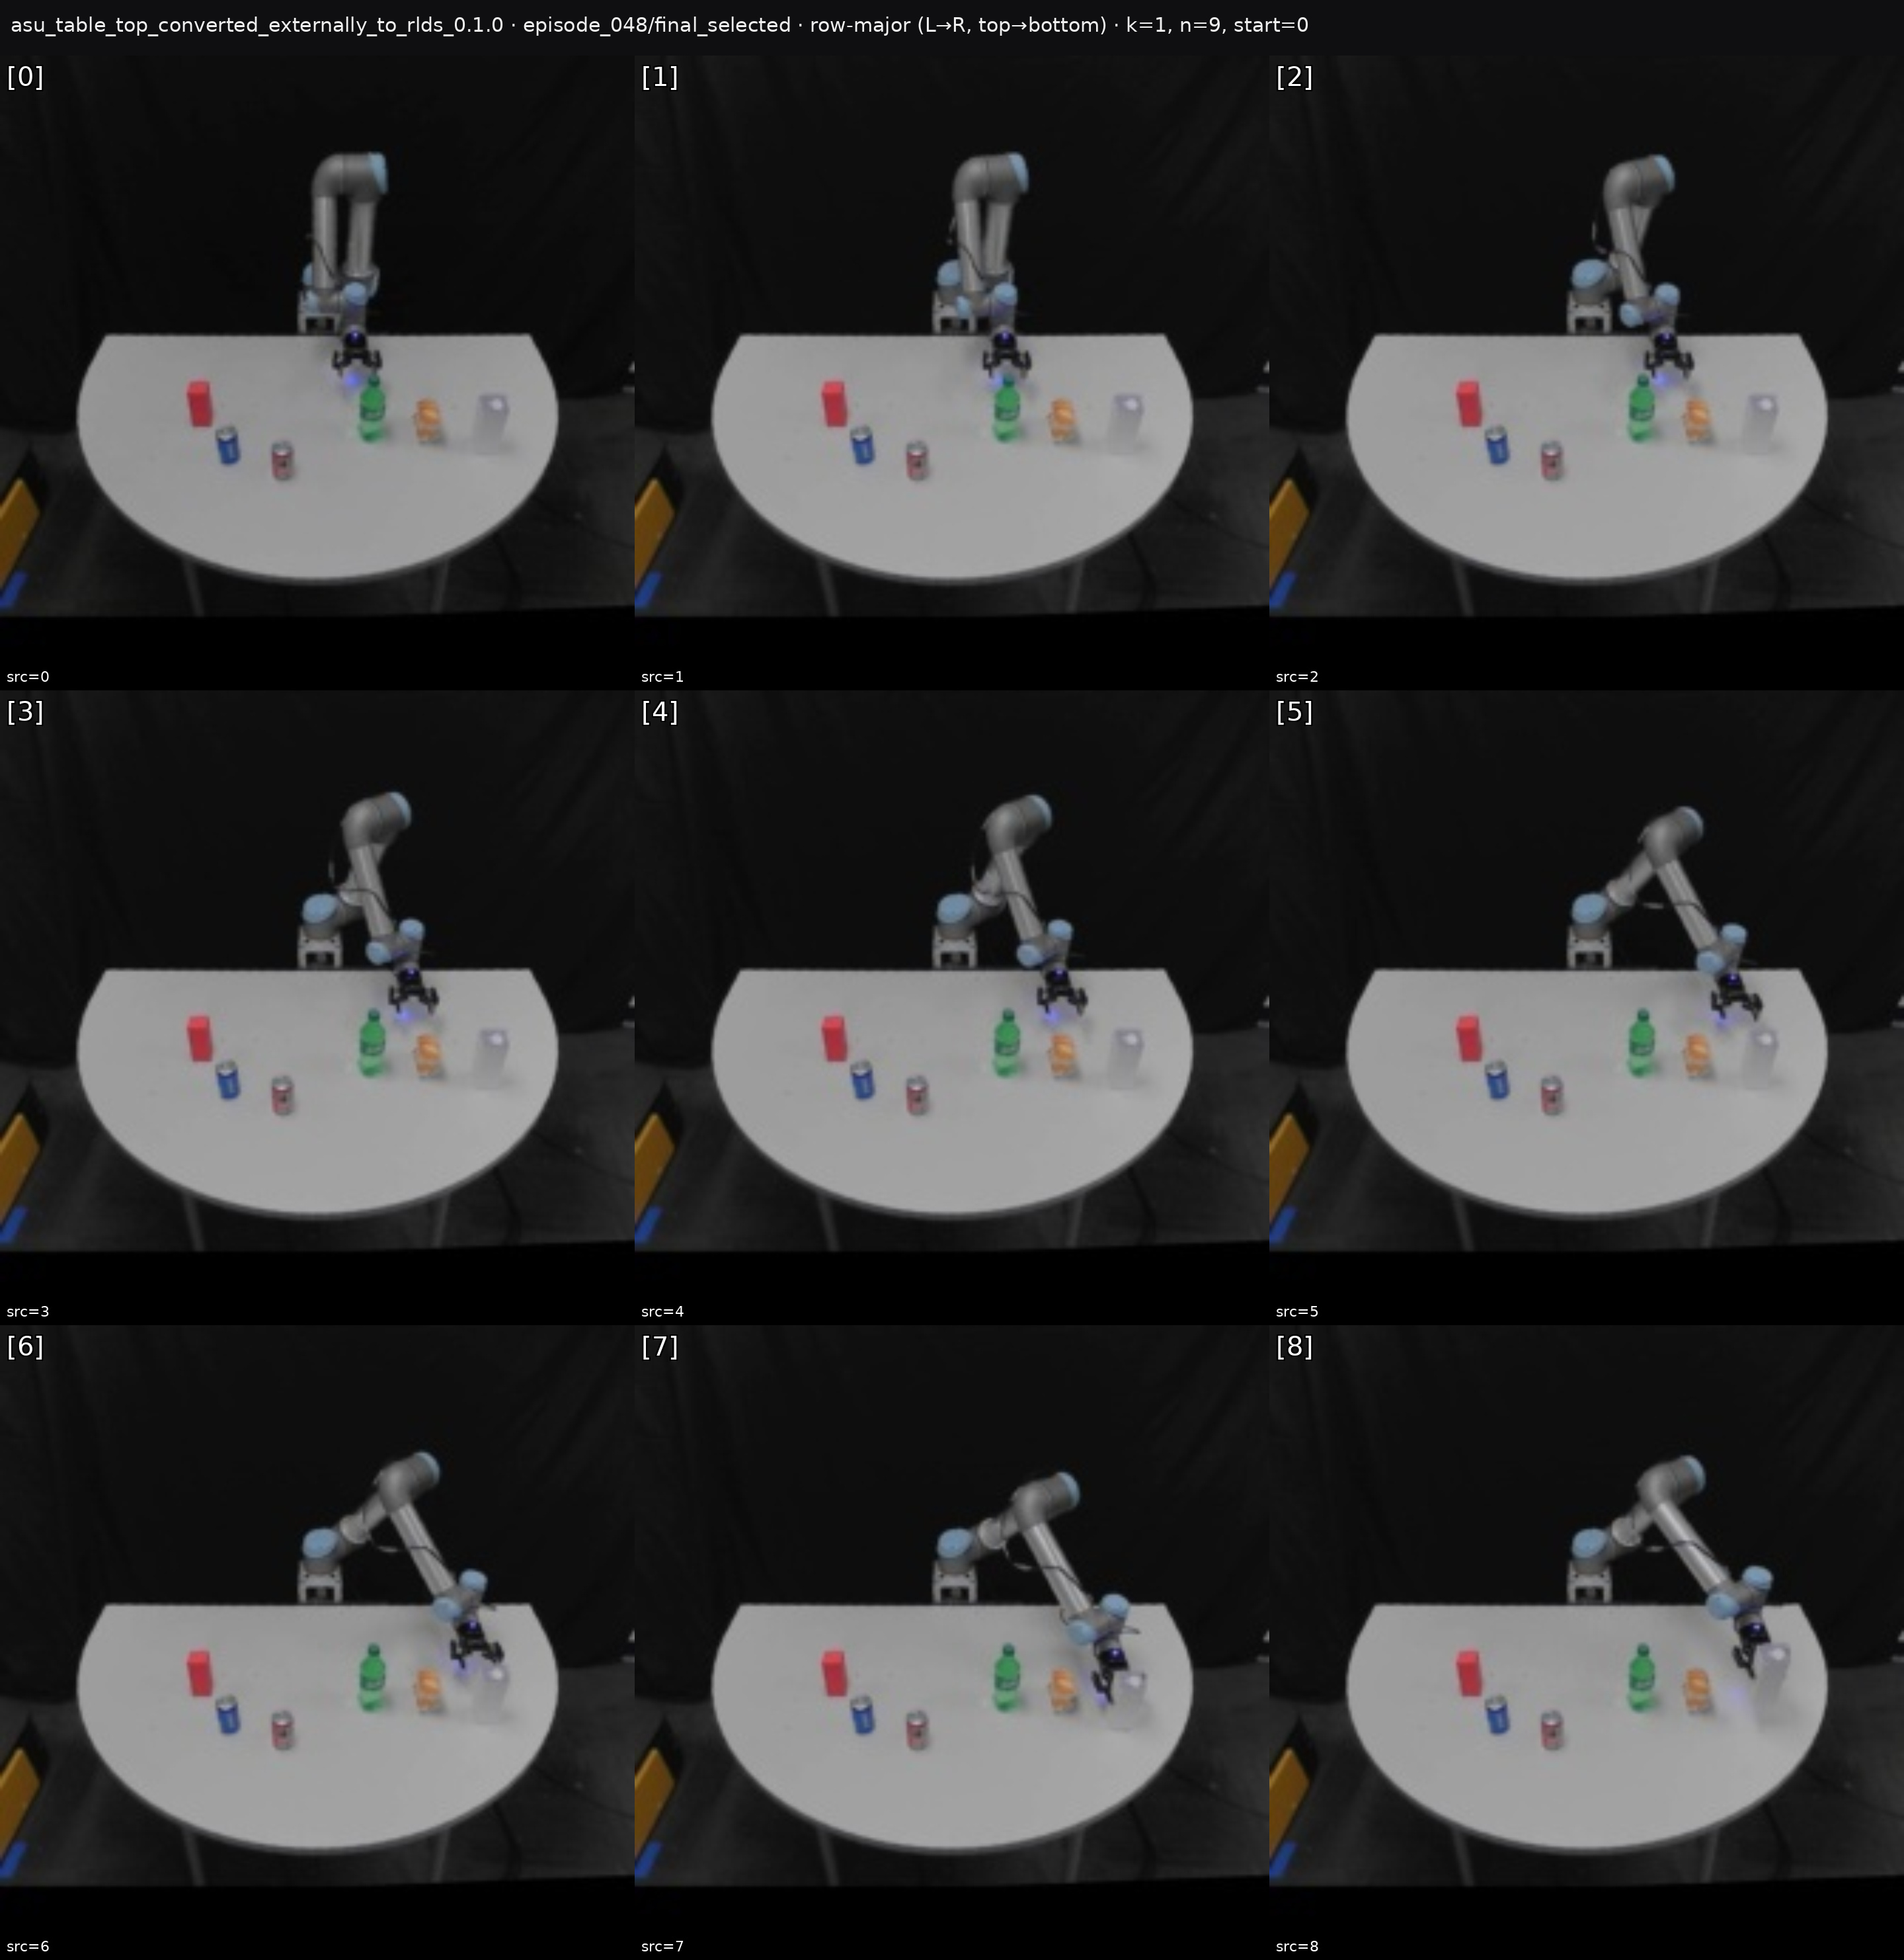 asu_table_top_converted_externally_to_rlds_0.1.0 · episode_048/final_selected · row-major (L→R, top→bottom) · k=1, n=9, start=0
[0]
[1]
[2]
src=0
src=1
src=2
[3]
[4]
[5]
src=3
src=4
src=5
[6]
[7]
[8]
src=6
src=7
src=8